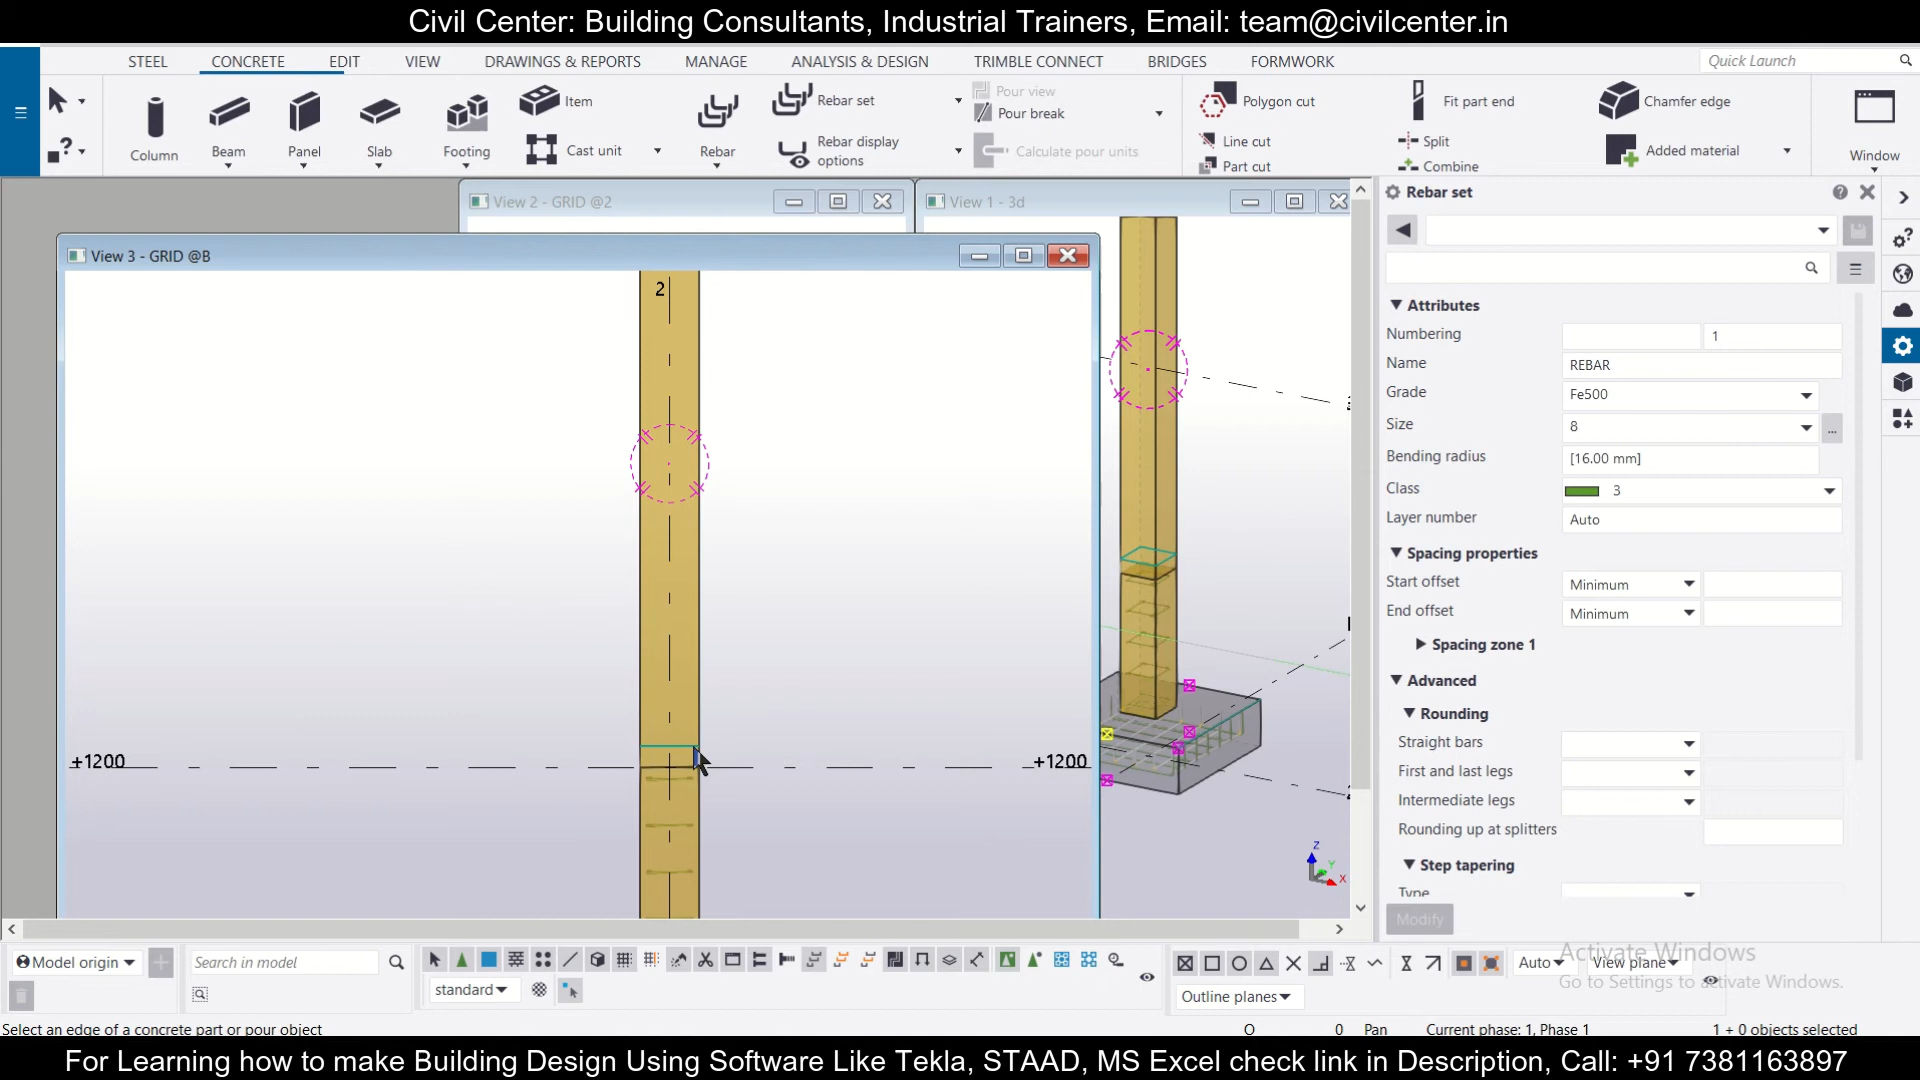 Civil Center: Building Consultants, Industrial Trainers, Email: team@civilcenter.in
STEEL CONCRETE EDIT VIEW DRAWINGS & REPORTS MANAGE ANALYSIS & DESIGN TRIMBLE CONNECT BRIDGES FORMWORK Quick Launch
Column Beam Panel Slab Footing Item Cast unit Rebar Rebar set Rebar display options Pour view Pour break Calculate pour units Polygon cut Line cut Part cut Fit part end Split Combine Chamfer edge Added material Window
View 2 - GRID @2
View 1 - 3d
View 3 - GRID @B
2
+1200
+1200
Z
Y
X
Rebar set
Attributes
Numbering 1
Name REBAR
Grade Fe500
Size 8 ...
Bending radius [16.00 mm]
Class 3
Layer number Auto
Spacing properties
Start offset Minimum
End offset Minimum
Spacing zone 1
Advanced
Rounding
Straight bars
First and last legs
Intermediate legs
Rounding up at splitters
Step tapering
Type
Modify
Model origin Search in model
standard
Auto View plane
Outline planes
Activate Windows
Go to Settings to activate Windows.
Select an edge of a concrete part or pour object O 0 Pan Current phase: 1, Phase 1 1 + 0 objects selected
For Learning how to make Building Design Using Software Like Tekla, STAAD, MS Excel check link in Description, Call: +91 7381163897